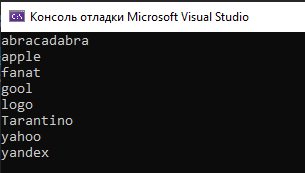 Консоль отладки Microsoft Visual Studio
abracadabra
apple
fanat
gool
logo
Tarantino
yahoo
yandex